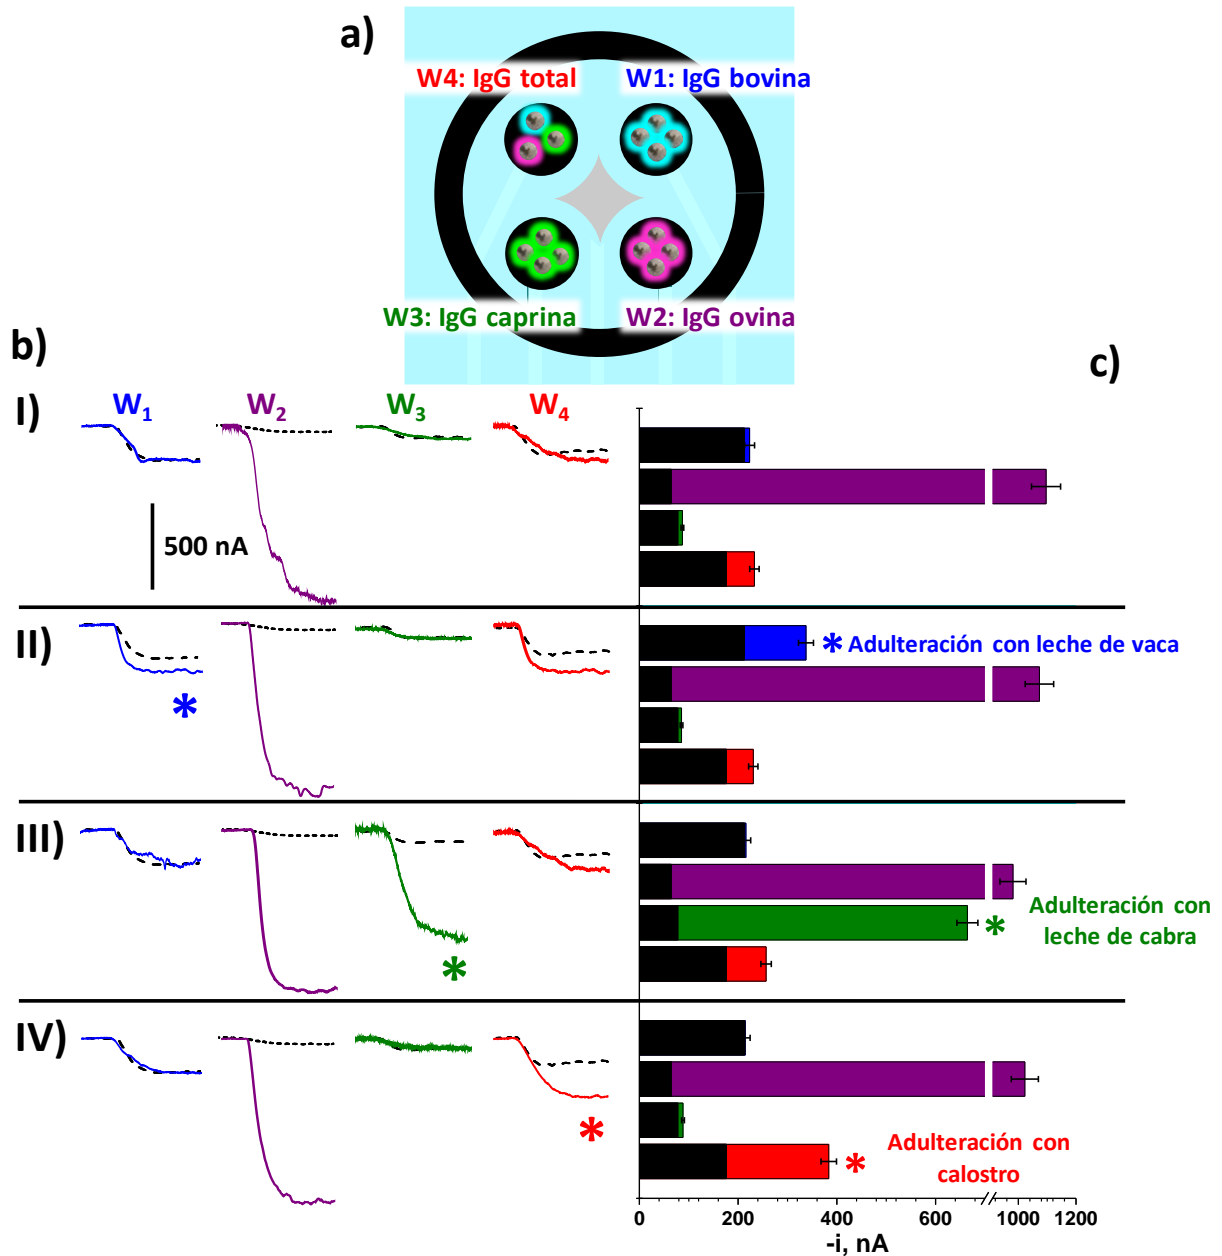 a)
W4: IgG total
W1: IgG bovina
W3: IgG caprina
W2: IgG ovina
b)
c)
I)
W1
W2
W3
W4
500 nA
II)
*
* Adulteración con leche de vaca
III)
*
* Adulteración con
leche de cabra
IV)
*
* Adulteración con
calostro
0 200 400 600 1000 1200
-i, nA